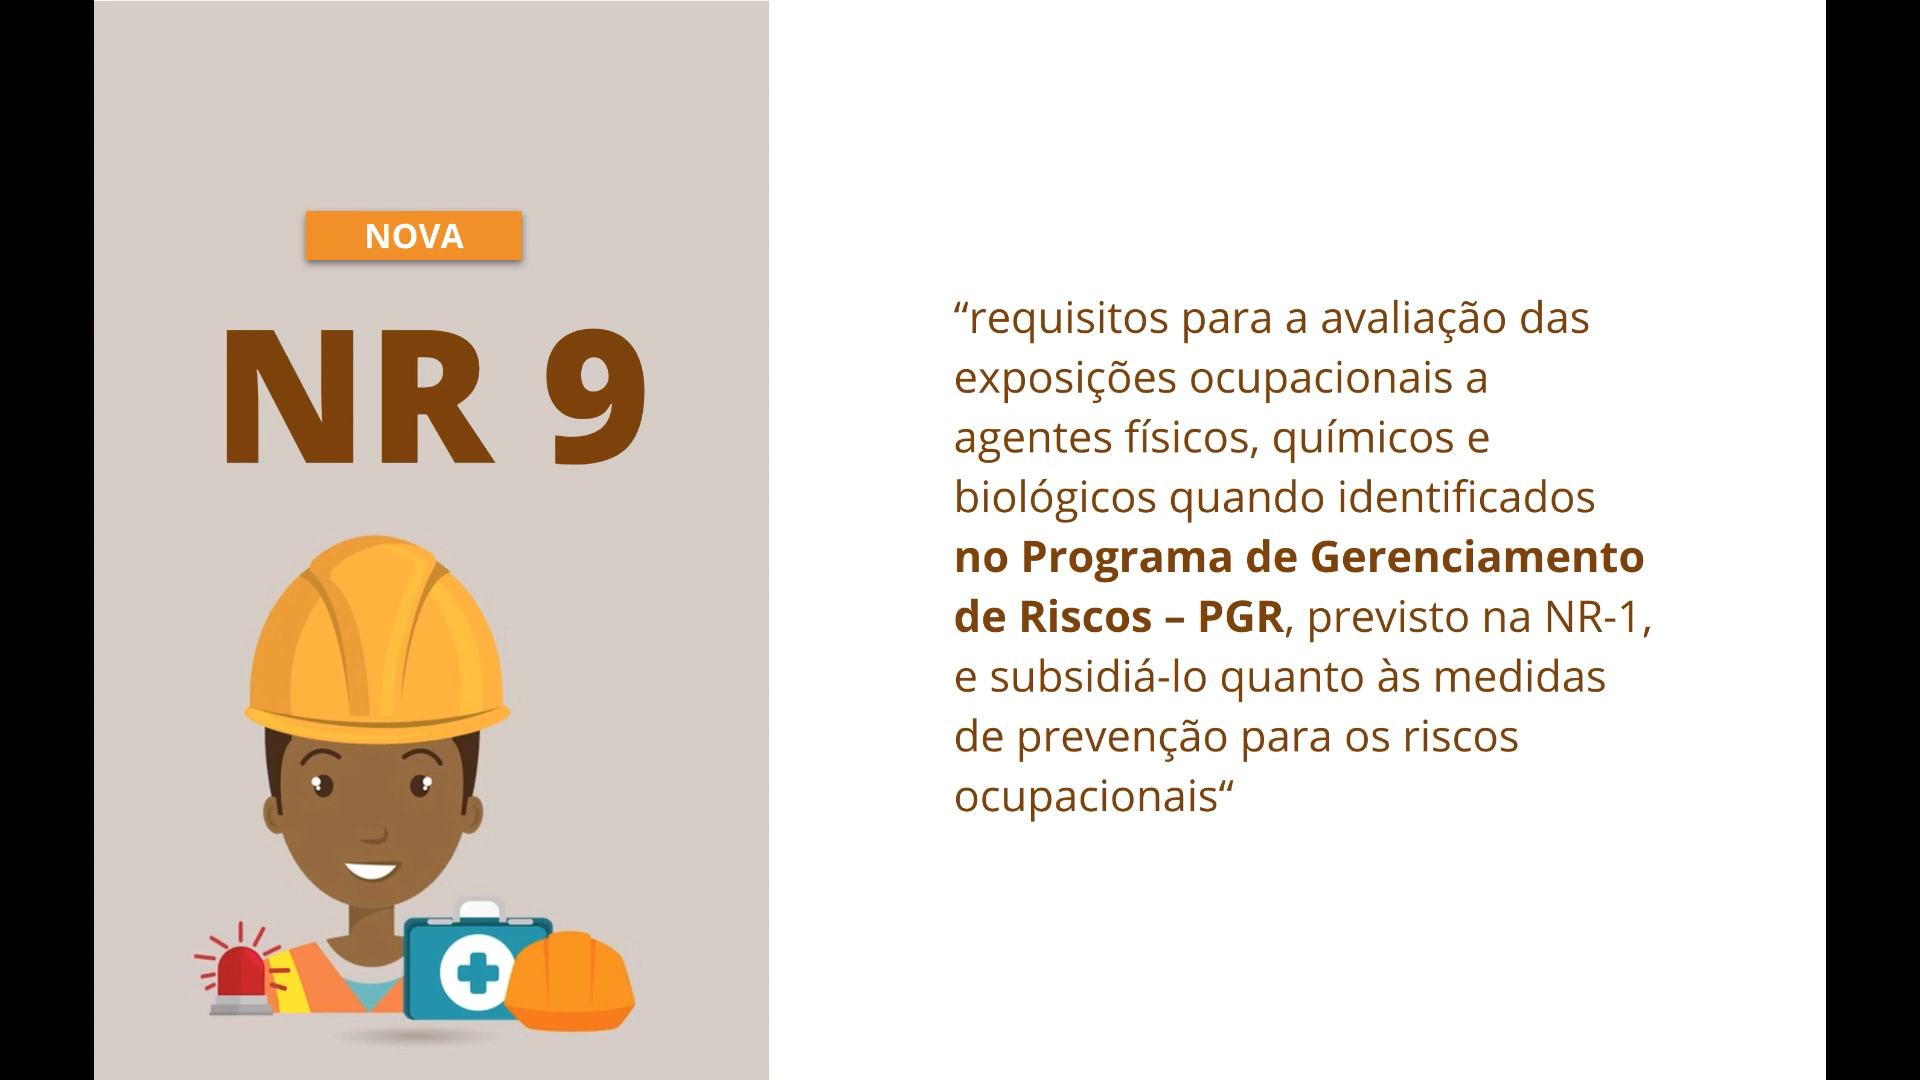 NOVA
NR 9
“requisitos para a avaliação das
exposições ocupacionais a
agentes físicos, químicos e
biológicos quando identificados
no Programa de Gerenciamento
de Riscos – PGR, previsto na NR-1,
e subsidiá-lo quanto às medidas
de prevenção para os riscos
ocupacionais“